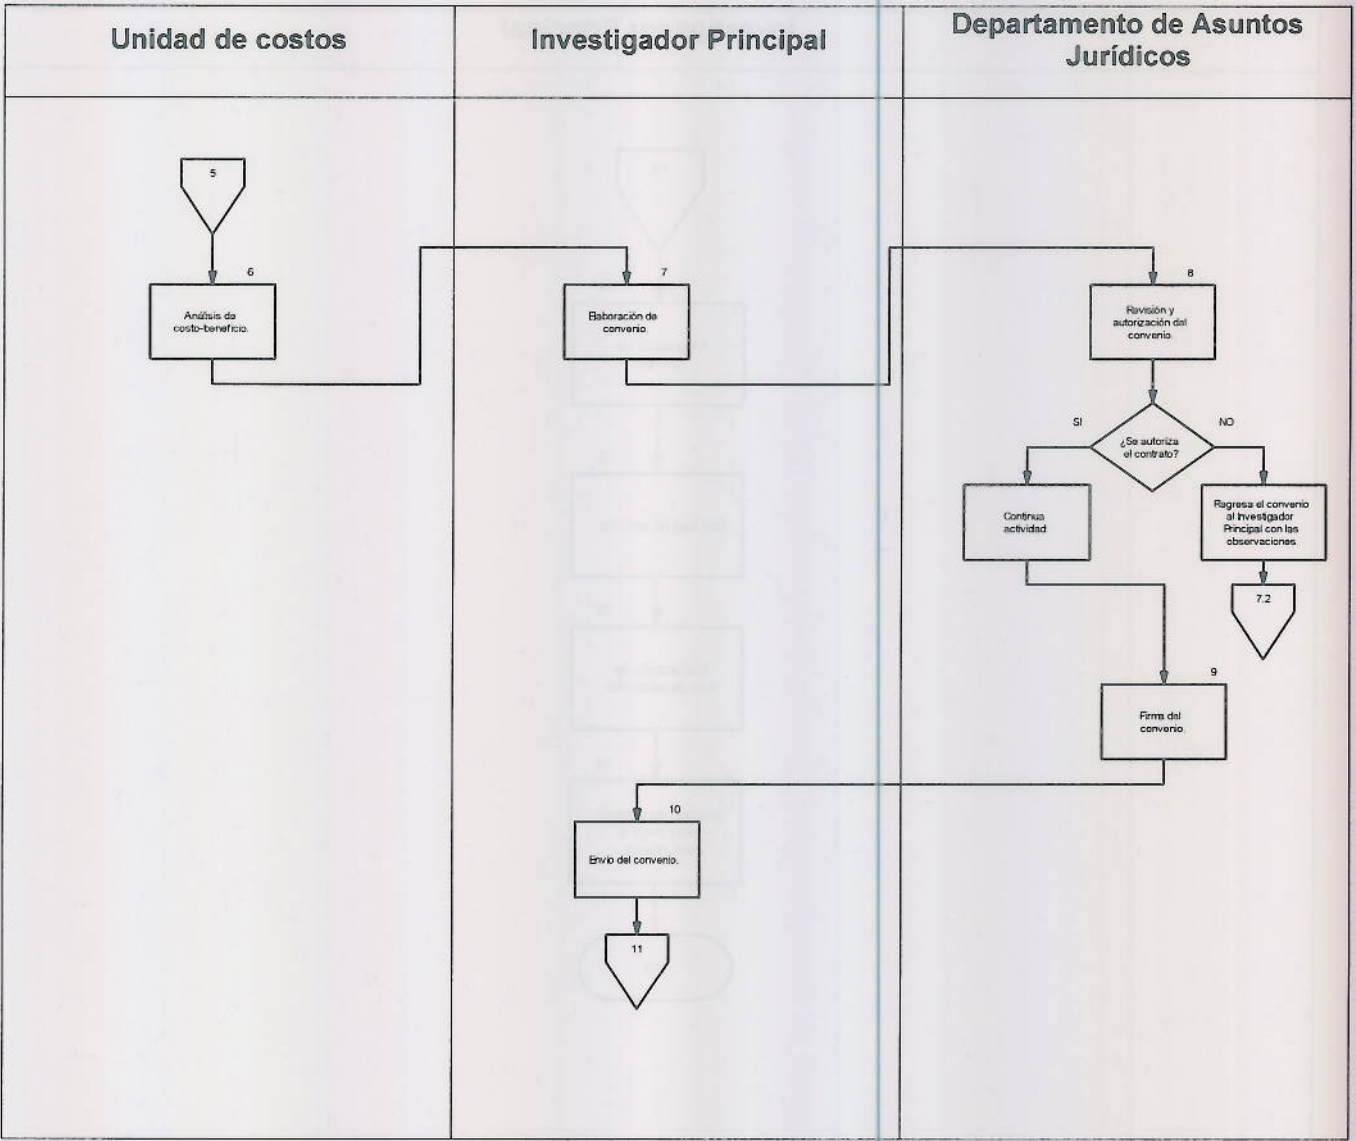 Unidad de costos
Investigador Principal
Departamento de Asuntos
Jurídicos
5
6
Análisis de
costo-beneficio.
7
Elaboración de
convenio.
8
Revisión y
autorización del
convenio.
¿Se autoriza
el contrato?
SI
NO
Continua
actividad
Regresa el convenio
al Investigador
Principal con las
observaciones.
7.2
9
Firma del
convenio.
10
Envío del convenio.
11